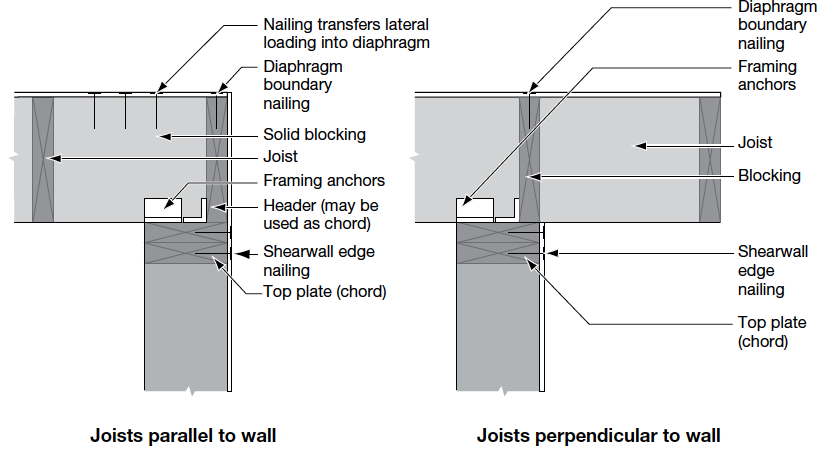 Nailing transfers lateral
loading into diaphragm
Diaphragm
boundary
nailing
Solid blocking
Joist
Framing anchors
Header (may be
used as chord)
Shearwall edge
nailing
Top plate (chord)
Joists parallel to wall
Diaphragm
boundary
nailing
Framing
anchors
Joist
Blocking
Shearwall
edge
nailing
Top plate
(chord)
Joists perpendicular to wall